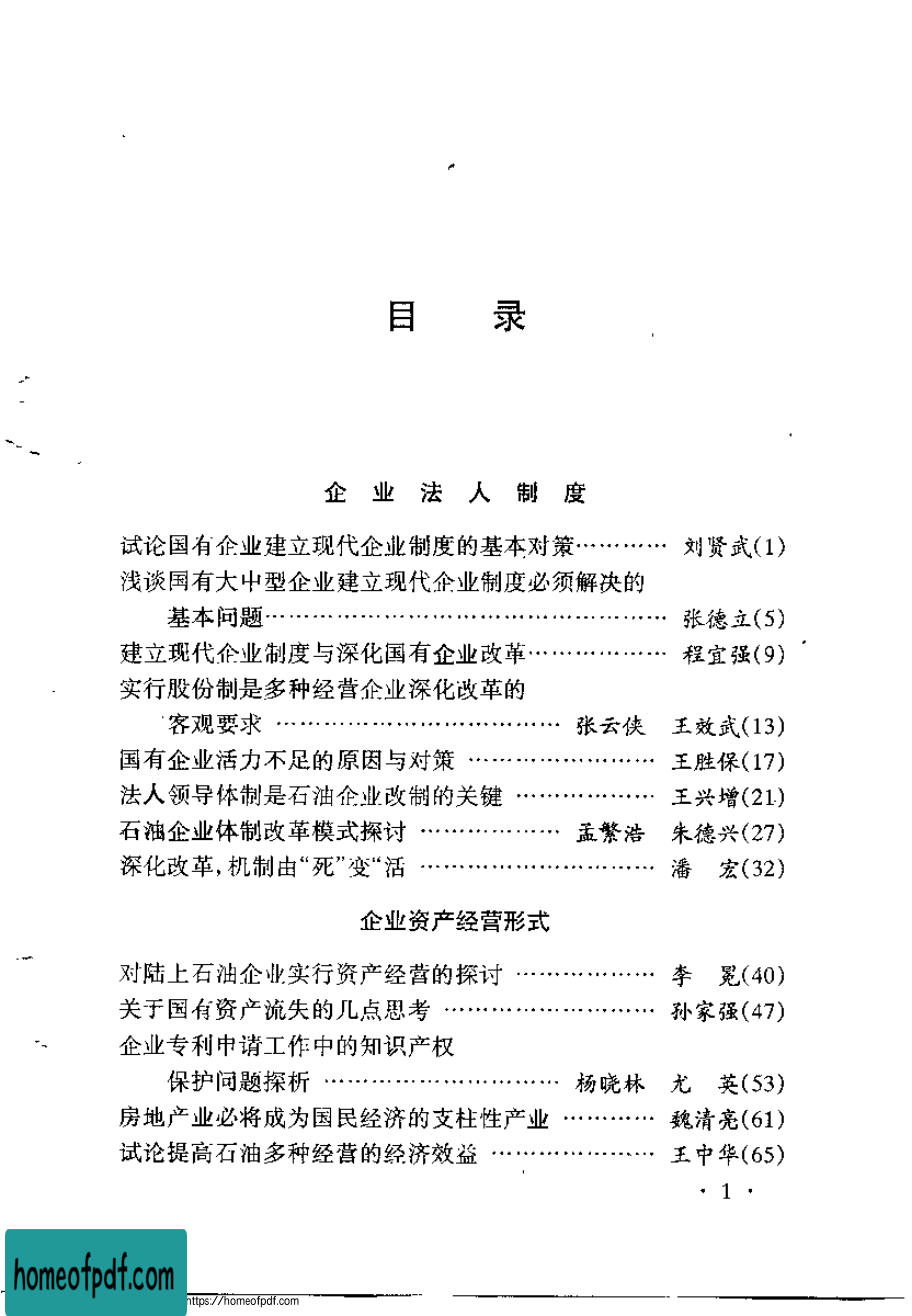 目 录
企 业 法 人 制 度
试论国有企业建立现代企业制度的基本对策………… 刘贤武(1)
浅谈国有大中型企业建立现代企业制度必须解决的
基本问题…………………………………………… 张德立(5)
建立现代企业制度与深化国有企业改革……………… 程宜强(9)
实行股份制是多种经营企业深化改革的
客观要求 ……………………………… 张云侠 王效武(13)
国有企业活力不足的原因与对策 …………………… 王胜保(17)
法人领导体制是石油企业改制的关键 ……………… 王兴增(21)
石油企业体制改革模式探讨 ……………… 孟繁浩 朱德兴(27)
深化改革,机制由“死”变“活 ………………………… 潘 宏(32)
企业资产经营形式
对陆上石油企业实行资产经营的探讨 ……………… 李 冕(40)
关于国有资产流失的几点思考 ……………………… 孙家强(47)
企业专利申请工作中的知识产权
保护问题探析 ………………………… 杨晓林 尤 英(53)
房地产业必将成为国民经济的支柱性产业 ………… 魏清亮(61)
试论提高石油多种经营的经济效益 ………………… 王中华(65)
· 1 ·
homeofpdf.com
https://homeofpdf.com